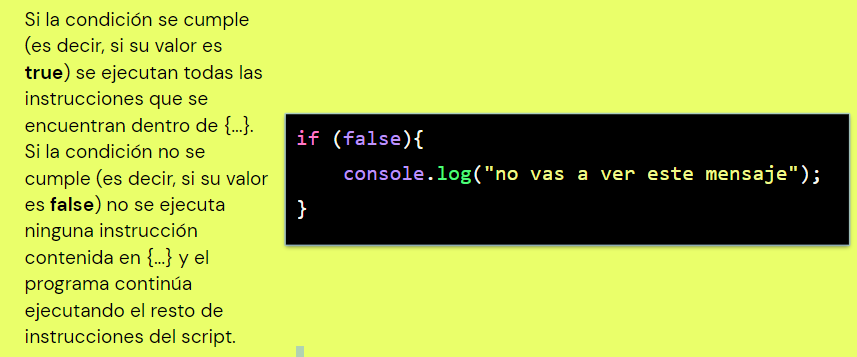 Si la condición se cumple
(es decir, si su valor es
true) se ejecutan todas las
instrucciones que se
encuentran dentro de {...}.
Si la condición no se
cumple (es decir, si su valor
es false) no se ejecuta
ninguna instrucción
contenida en {...} y el
programa continúa
ejecutando el resto de
instrucciones del script.
if (false){
    console.log("no vas a ver este mensaje");
}